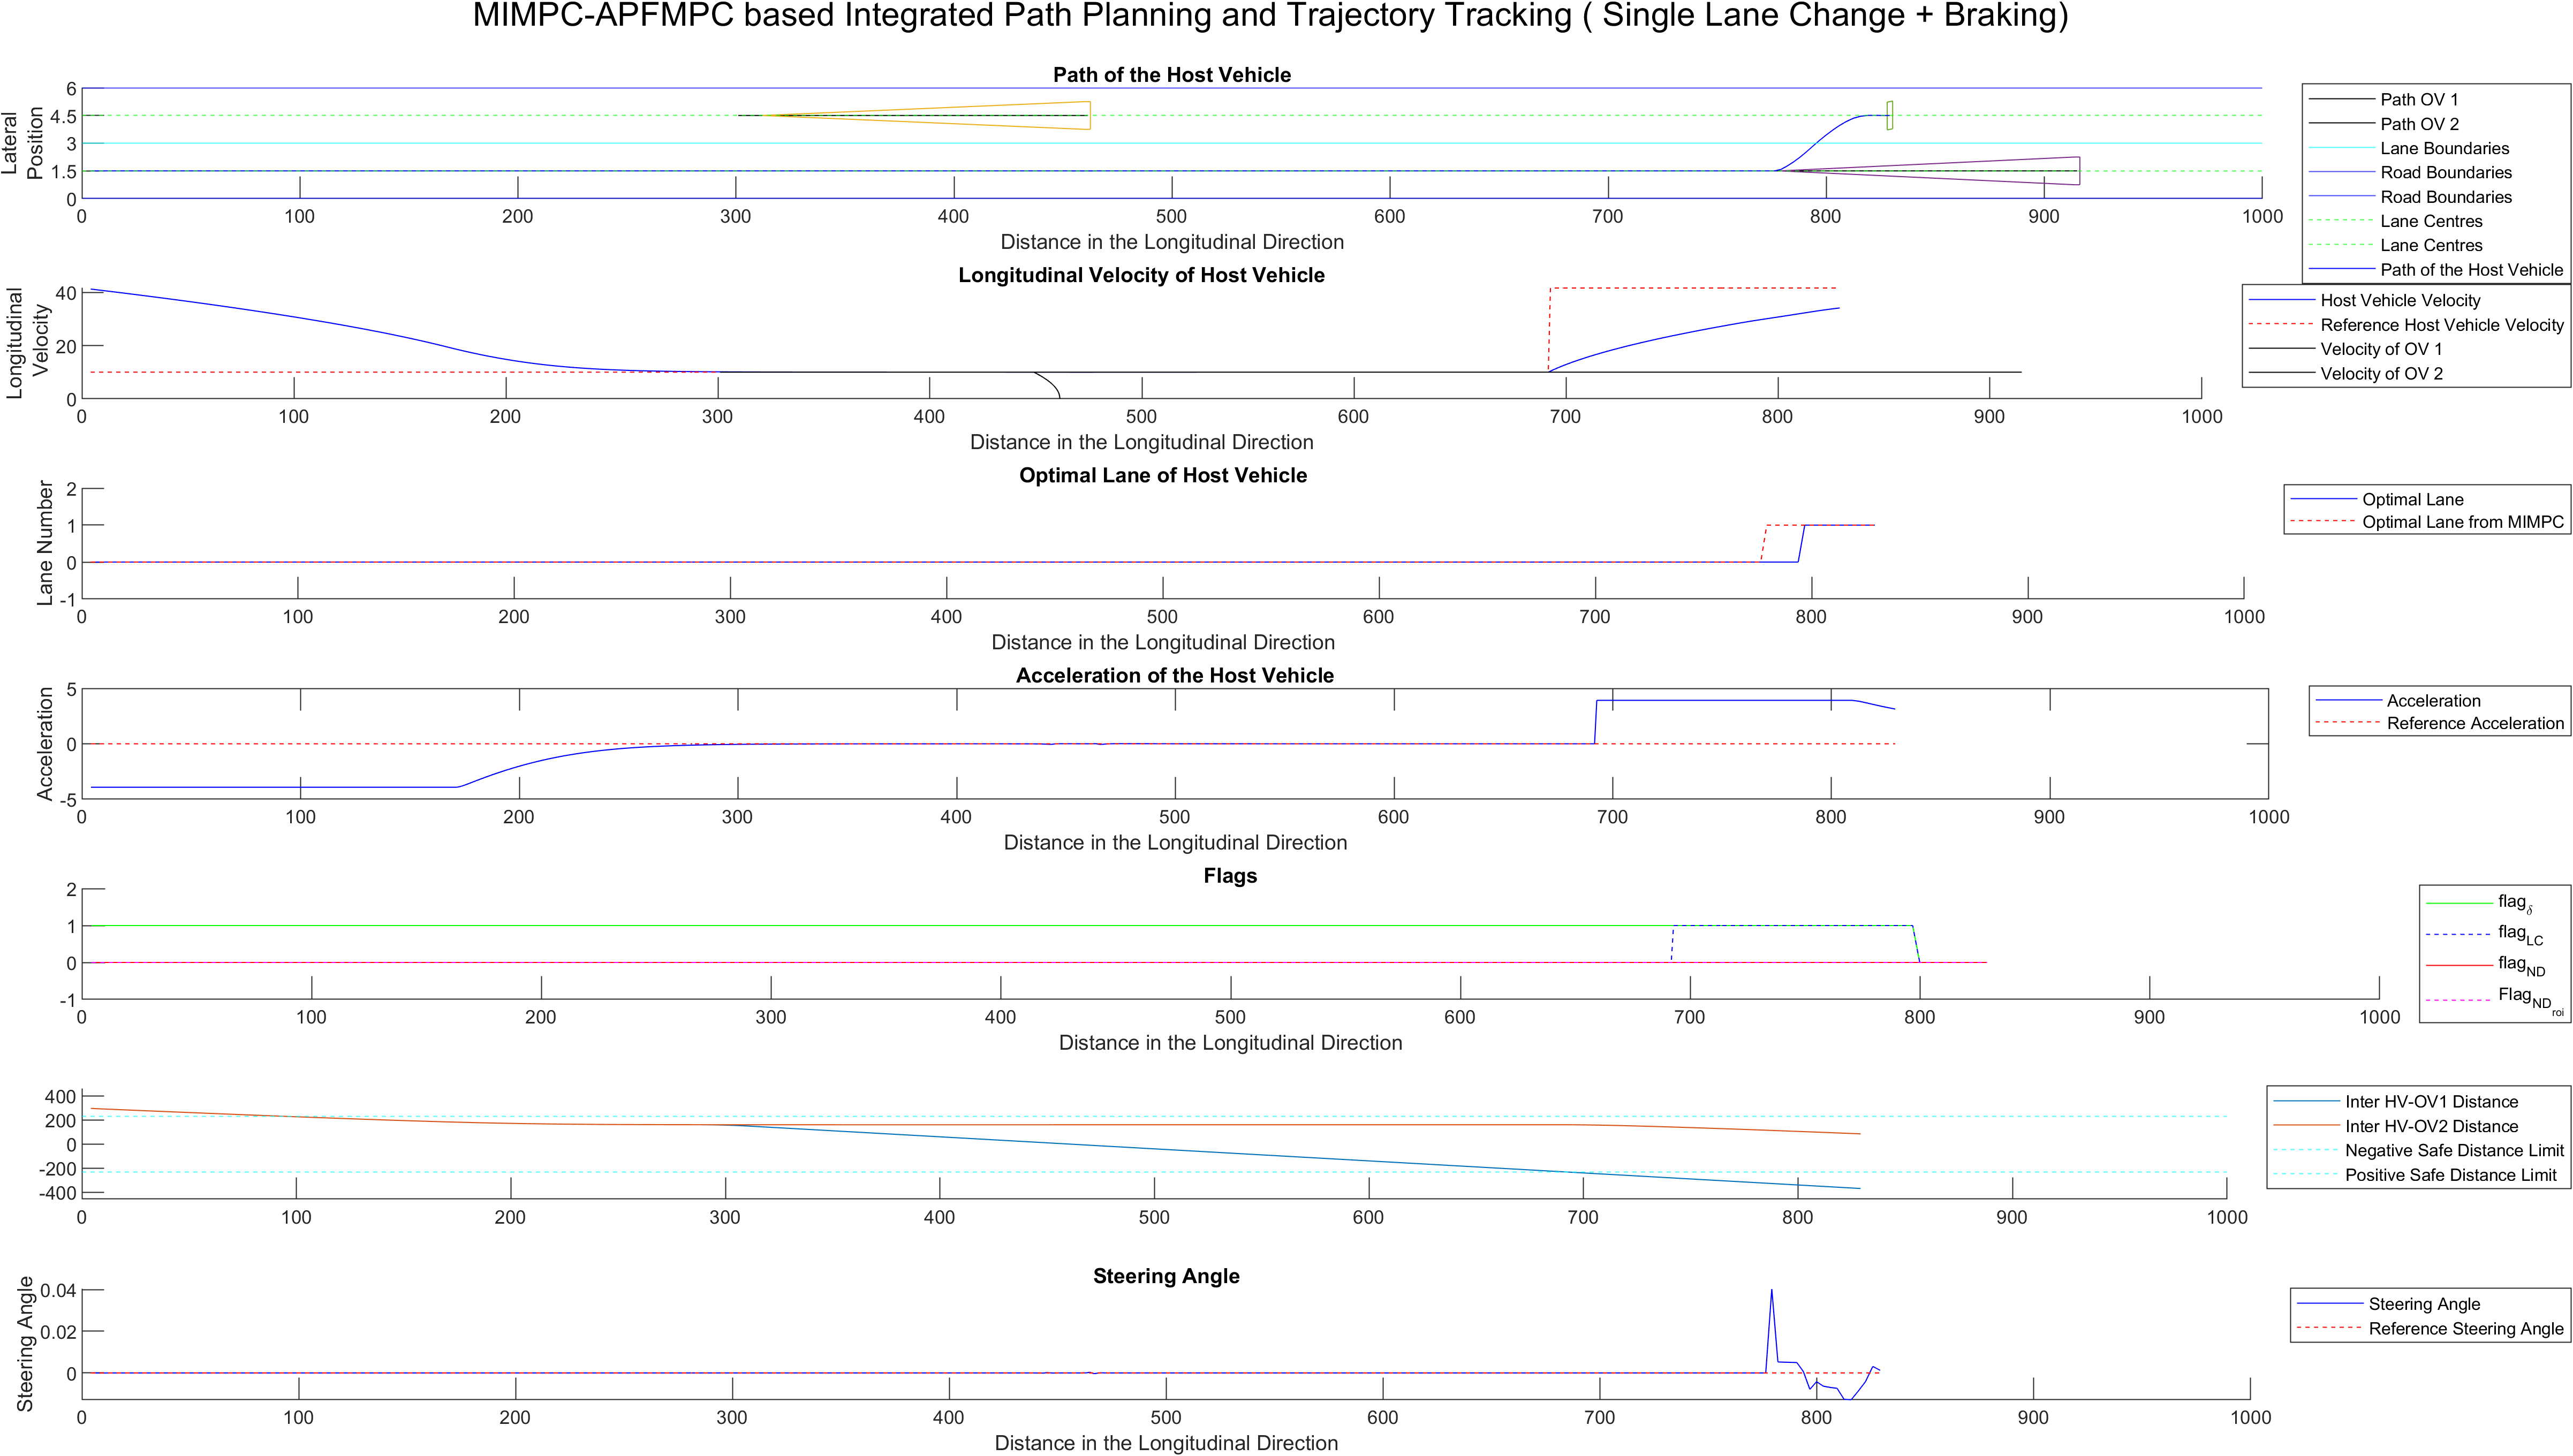 MIMPC-APFMPC based Integrated Path Planning and Trajectory Tracking ( Single Lane Change + Braking)
Path of the Host Vehicle
Lateral
Position
6
4.5
3
1.5
0
0 100 200 300 400 500 600 700 800 900 1000
Distance in the Longitudinal Direction
Path OV 1
Path OV 2
Lane Boundaries
Road Boundaries
Road Boundaries
Lane Centres
Lane Centres
Path of the Host Vehicle
Longitudinal Velocity of Host Vehicle
Longitudinal
Velocity
40
20
0
0 100 200 300 400 500 600 700 800 900 1000
Distance in the Longitudinal Direction
Host Vehicle Velocity
Reference Host Vehicle Velocity
Velocity of OV 1
Velocity of OV 2
Optimal Lane of Host Vehicle
Lane Number
2
1
0
-1
0 100 200 300 400 500 600 700 800 900 1000
Distance in the Longitudinal Direction
Optimal Lane
Optimal Lane from MIMPC
Acceleration of the Host Vehicle
Acceleration
5
0
-5
0 100 200 300 400 500 600 700 800 900 1000
Distance in the Longitudinal Direction
Acceleration
Reference Acceleration
Flags
2
1
0
-1
0 100 200 300 400 500 600 700 800 900 1000
Distance in the Longitudinal Direction
flag δ
flag LC
flag ND
Flag ND roi
400
200
0
-200
-400
0 100 200 300 400 500 600 700 800 900 1000
Inter HV-OV1 Distance
Inter HV-OV2 Distance
Negative Safe Distance Limit
Positive Safe Distance Limit
Steering Angle
Steering Angle
0.04
0.02
0
0 100 200 300 400 500 600 700 800 900 1000
Distance in the Longitudinal Direction
Steering Angle
Reference Steering Angle